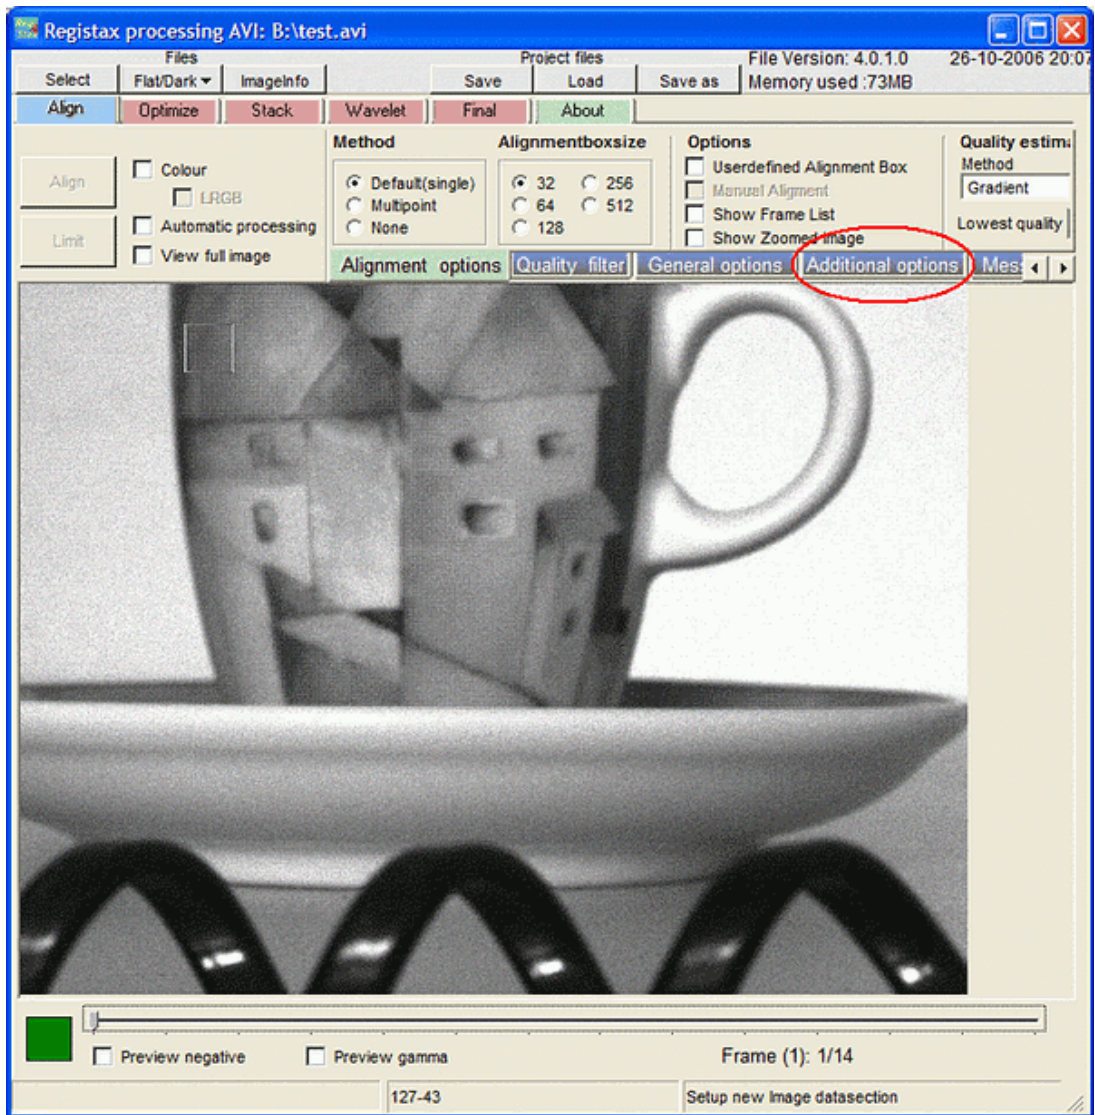 Registax processing AVI: B:\test.avi
Files Project files File Version: 4.0.1.0 26-10-2006 20:07
Select Flat/Dark ImageInfo Save Load Save as Memory used :73MB
Align Optimize Stack Wavelet Final About
Method Alignmentboxsize Options Quality estima
Align Colour Default(single) 32 256 Userdefined Alignment Box Method
LRGB Multipoint 64 512 Manual Aligment Gradient
Limit Automatic processing None 128 Show Frame List Lowest quality
View full image Show Zoomed Image
Alignment options Quality filter General options Additional options Mes
Preview negative Preview gamma Frame (1): 1/14
127-43 Setup new Image datasection